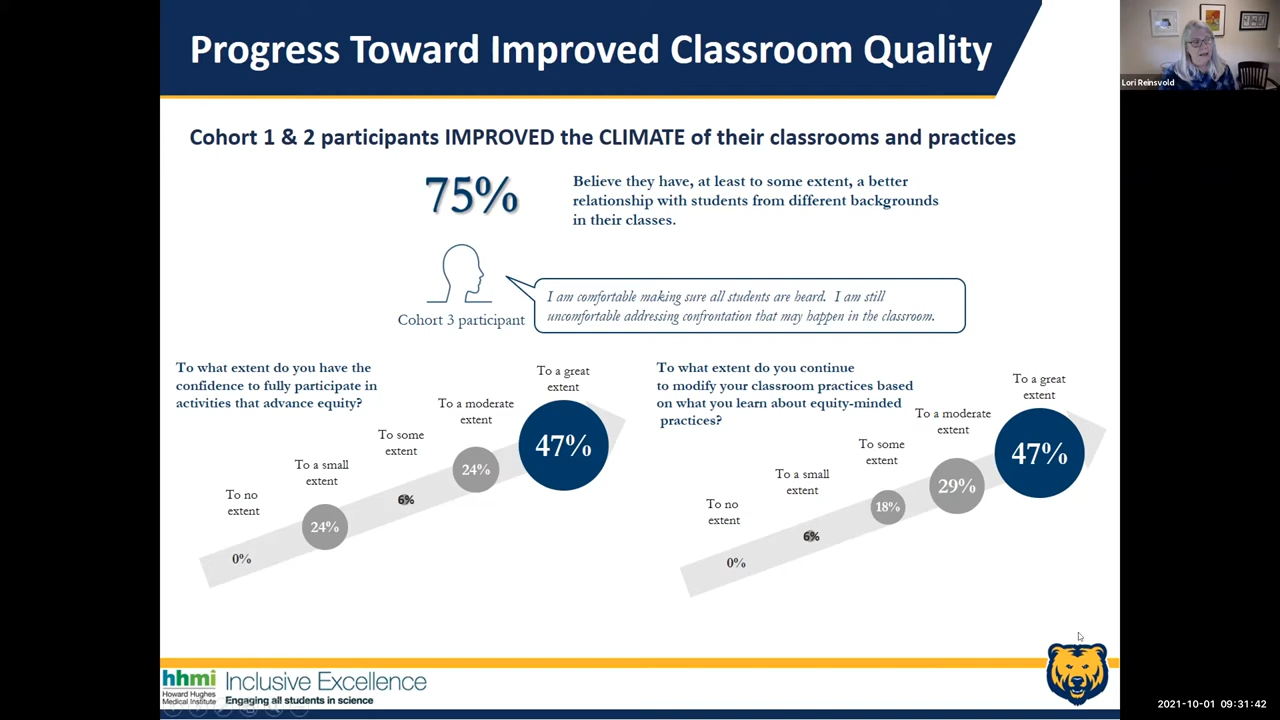 Progress Toward Improved Classroom Quality
Lori Reinsvold
Cohort 1 & 2 participants IMPROVED the CLIMATE of their classrooms and practices
75%
Believe they have, at least to some extent, a better
relationship with students from different backgrounds
in their classes.
I am comfortable making sure all students are heard.  I am still
uncomfortable addressing confrontation that may happen in the classroom.
Cohort 3 participant
To what extent do you have the
confidence to fully participate in
activities that advance equity?
To no
extent
0%
To a small
extent
24%
To some
extent
6%
To a moderate
extent
24%
To a great
extent
47%
To what extent do you continue
to modify your classroom practices based
on what you learn about equity-minded
practices?
To no
extent
0%
To a small
extent
6%
To some
extent
18%
To a moderate
extent
29%
To a great
extent
47%
hhmi
Howard Hughes
Medical Institute
Inclusive Excellence
Engaging all students in science
2021-10-01 09:31:42